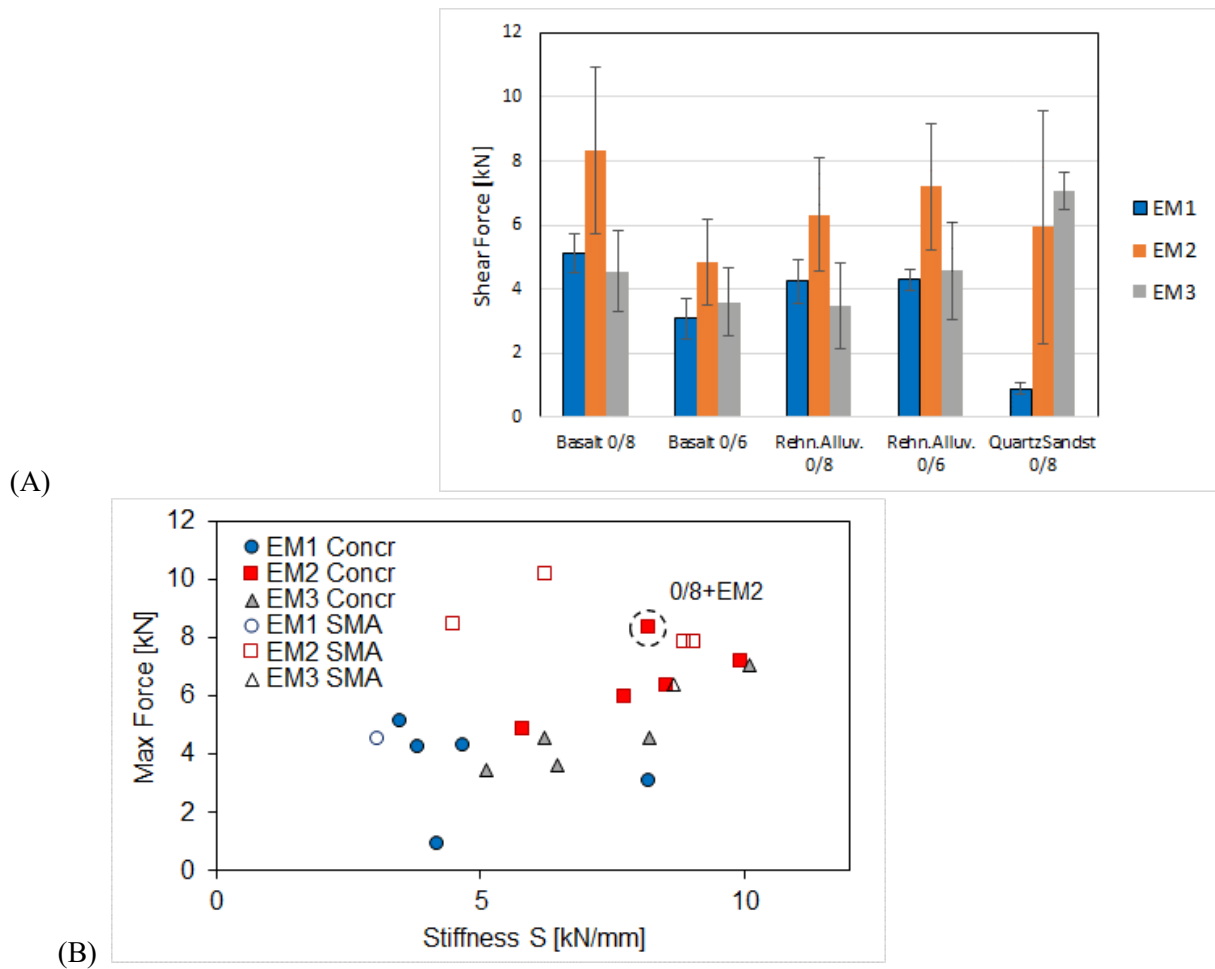 12
10
8
6
4
2
0
Shear Force [kN]
Basalt 0/8
Basalt 0/6
Rehn.Alluv.
0/8
Rehn.Alluv.
0/6
QuartzSandst
0/8
EM1
EM2
EM3
(A)
12
10
8
6
4
2
0
Max Force [kN]
EM1 Concr
EM2 Concr
EM3 Concr
EM1 SMA
EM2 SMA
EM3 SMA
0/8+EM2
0
5
10
Stiffness S [kN/mm]
(B)